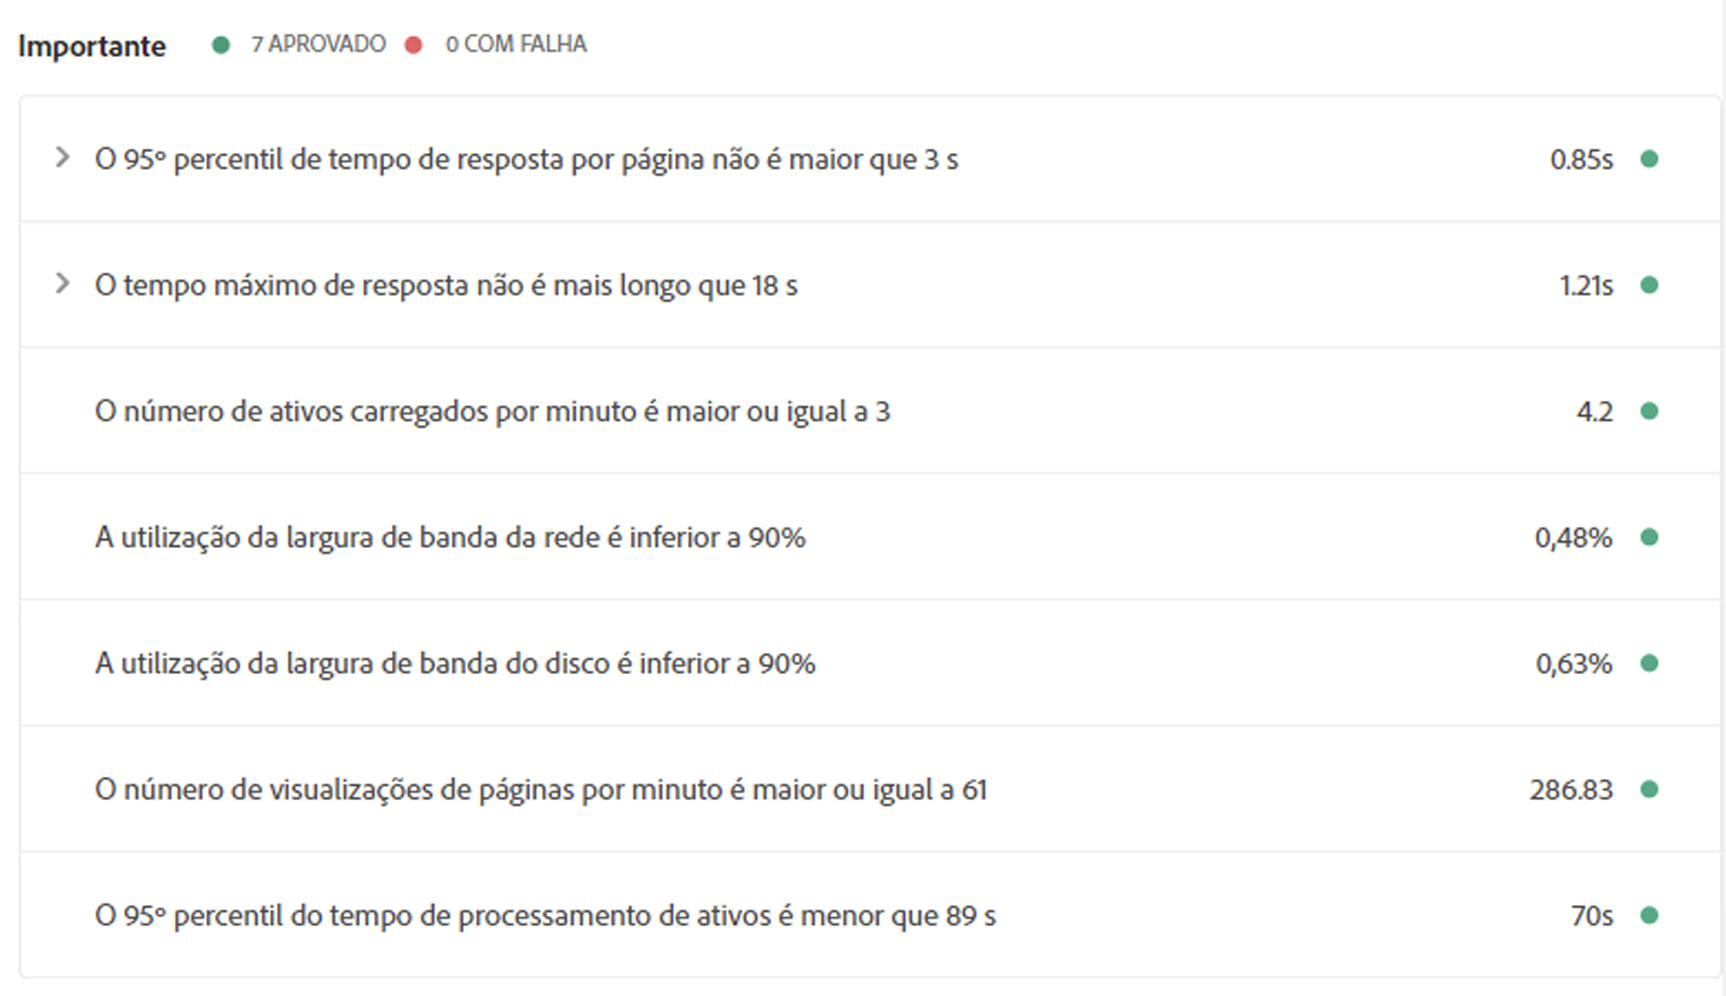 Importante 7 APROVADO 0 COM FALHA
O 95º percentil de tempo de resposta por página não é maior que 3 s 0.85s
O tempo máximo de resposta não é mais longo que 18 s 1.21s
O número de ativos carregados por minuto é maior ou igual a 3 4.2
A utilização da largura de banda da rede é inferior a 90% 0,48%
A utilização da largura de banda do disco é inferior a 90% 0,63%
O número de visualizações de páginas por minuto é maior ou igual a 61 286.83
O 95º percentil do tempo de processamento de ativos é menor que 89 s 70s